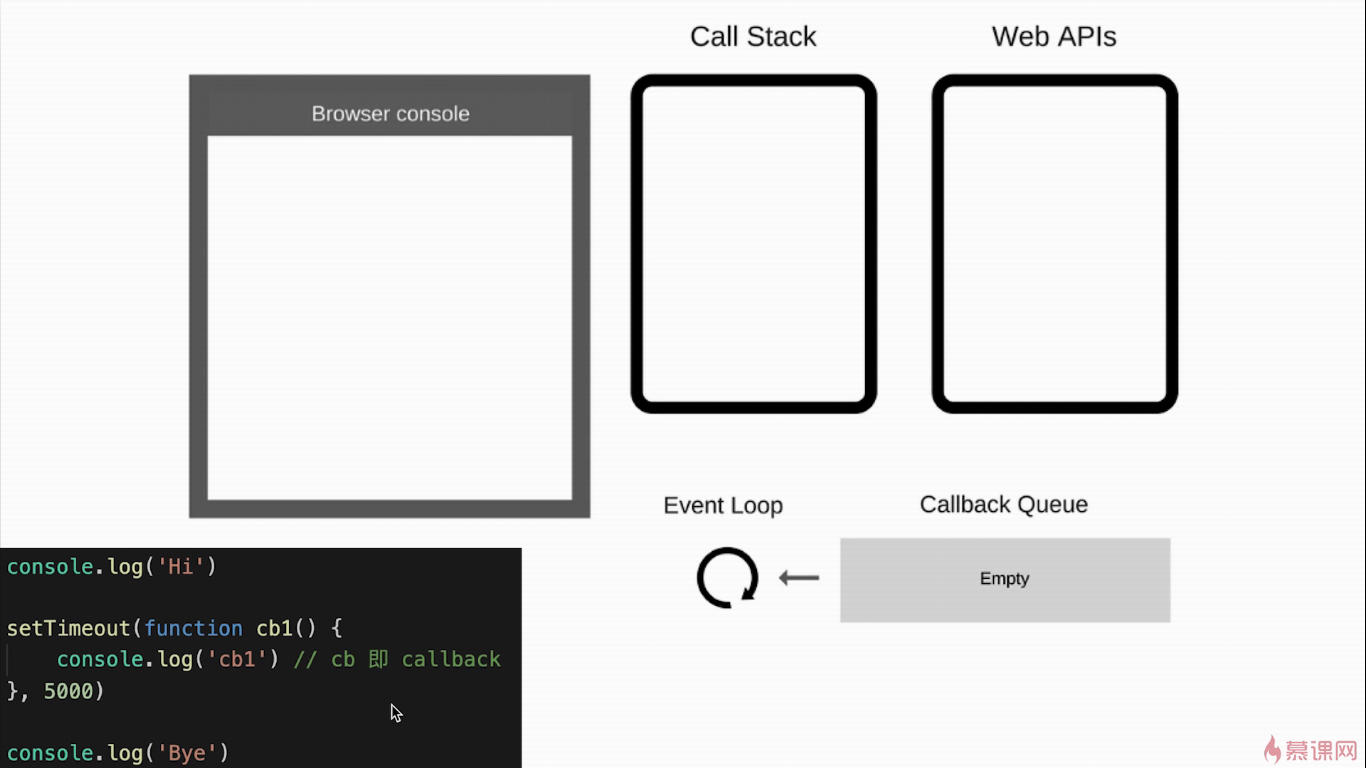 Call Stack
Web APIs
Browser console
Event Loop
Callback Queue
Empty
console.log('Hi')
setTimeout(function cb1() {
    console.log('cb1') // cb 即 callback
}, 5000)
console.log('Bye')
慕课网